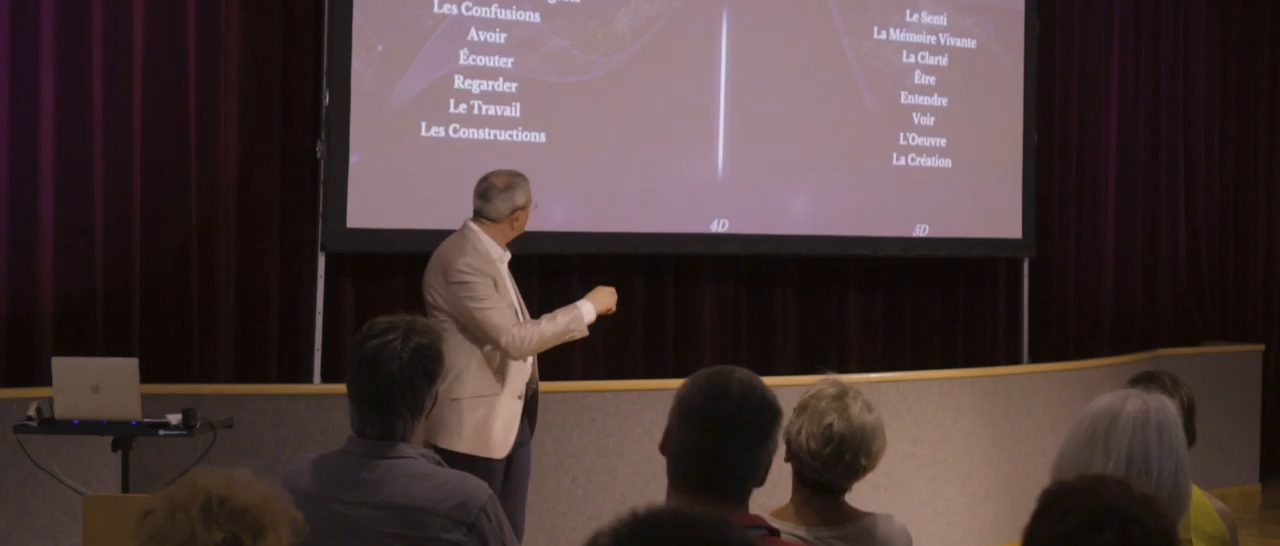 Les Confusions
Avoir
Écouter
Regarder
Le Travail
Les Constructions
4D
Le Senti
La Mémoire Vivante
La Clarté
Être
Entendre
Voir
L'Oeuvre
La Création
5D